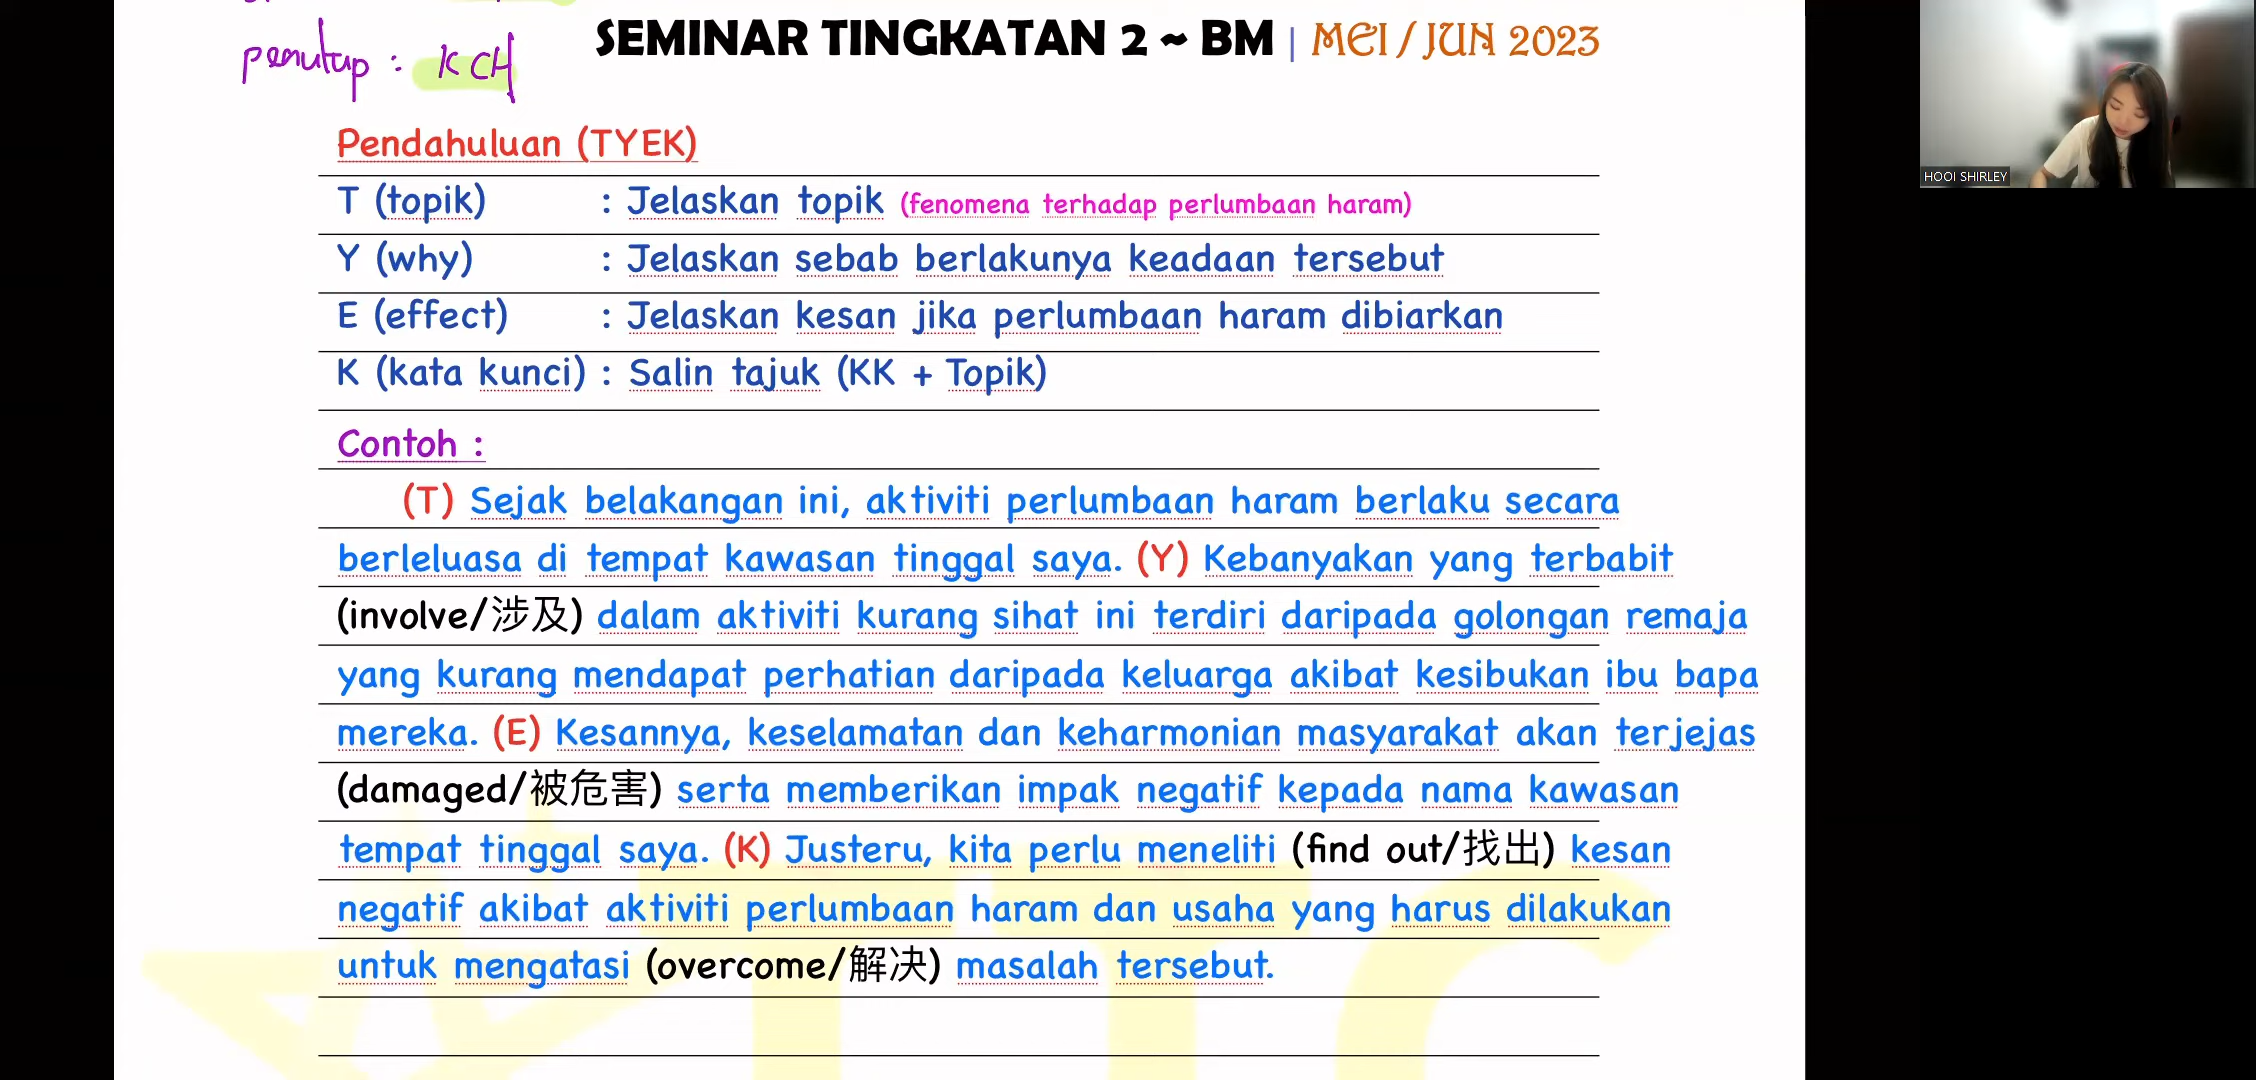 penutup : KCH
SEMINAR TINGKATAN 2 ~ BM | MEI / JUN 2023
HOOI SHIRLEY
Pendahuluan (TYEK)
T (topik) : Jelaskan topik (fenomena terhadap perlumbaan haram)
Y (why) : Jelaskan sebab berlakunya keadaan tersebut
E (effect) : Jelaskan kesan jika perlumbaan haram dibiarkan
K (kata kunci) : Salin tajuk (KK + Topik)
Contoh :
(T) Sejak belakangan ini, aktiviti perlumbaan haram berlaku secara
berleluasa di tempat kawasan tinggal saya. (Y) Kebanyakan yang terbabit
(involve/涉及) dalam aktiviti kurang sihat ini terdiri daripada golongan remaja
yang kurang mendapat perhatian daripada keluarga akibat kesibukan ibu bapa
mereka. (E) Kesannya, keselamatan dan keharmonian masyarakat akan terjejas
(damaged/被危害) serta memberikan impak negatif kepada nama kawasan
tempat tinggal saya. (K) Justeru, kita perlu meneliti (find out/找出) kesan
negatif akibat aktiviti perlumbaan haram dan usaha yang harus dilakukan
untuk mengatasi (overcome/解决) masalah tersebut.